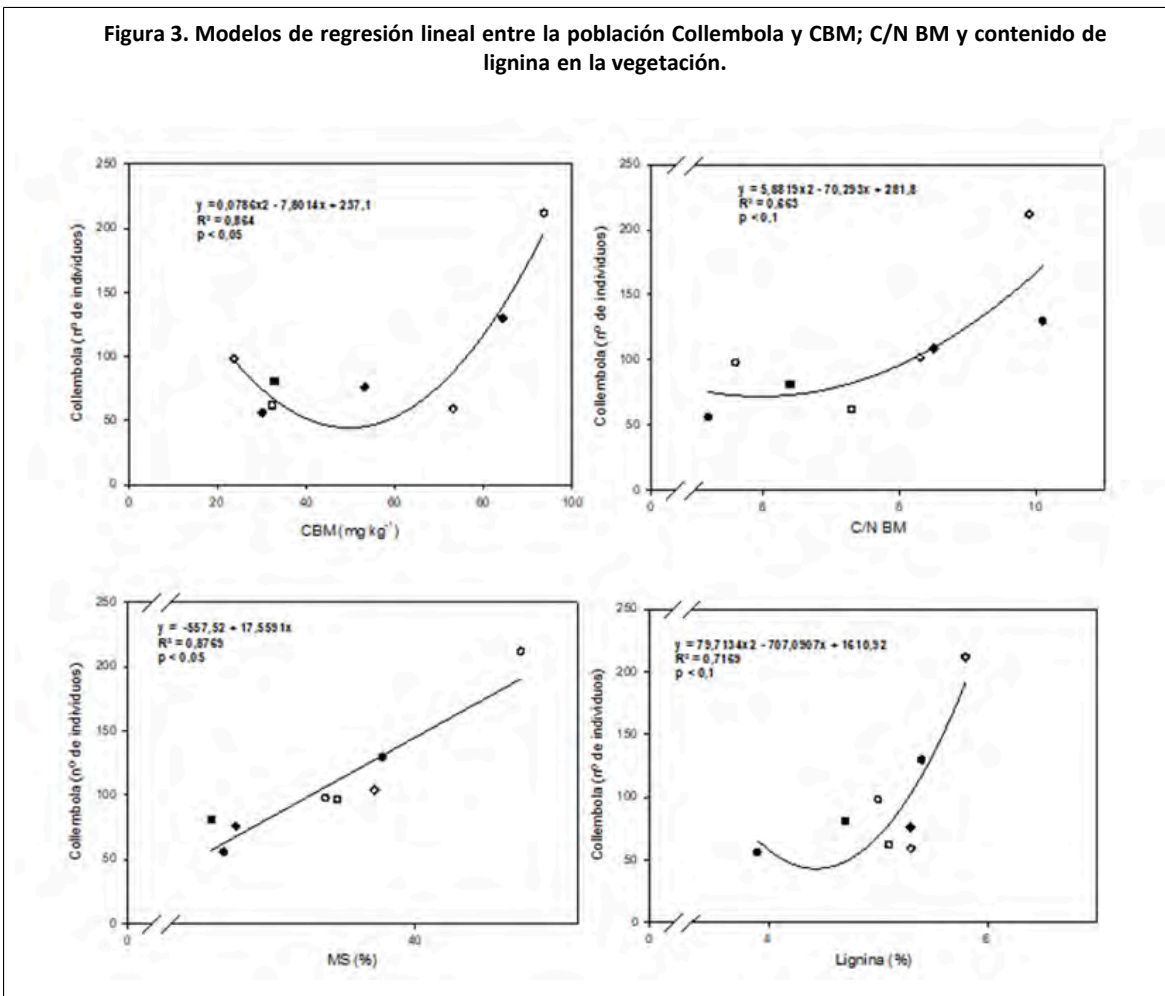 Figura 3. Modelos de regresión lineal entre la población Collembola y CBM; C/N BM y contenido de
lignina en la vegetación.
250
200
150
100
50
0
Collembola (nº de individuos)
y = 0,0786x2 - 7,8014x + 237,1
R² = 0,864
p < 0,05
0
20
40
60
80
100
CBM (mg kg⁻¹)
250
200
150
100
50
0
Collembola (nº de individuos)
y = 5,8819x2 - 70,293x + 281,8
R² = 0,663
p < 0,1
0
6
8
10
C/N BM
250
200
150
100
50
0
Collembola (nº de individuos)
y = -557,52 + 17,5591x
R² = 0,8769
p < 0,05
0
40
MS (%)
250
200
150
100
50
0
Collembola (nº de individuos)
y = 79,7134x2 - 707,0907x + 1610,92
R² = 0,7169
p < 0,1
0
4
6
Lignina (%)